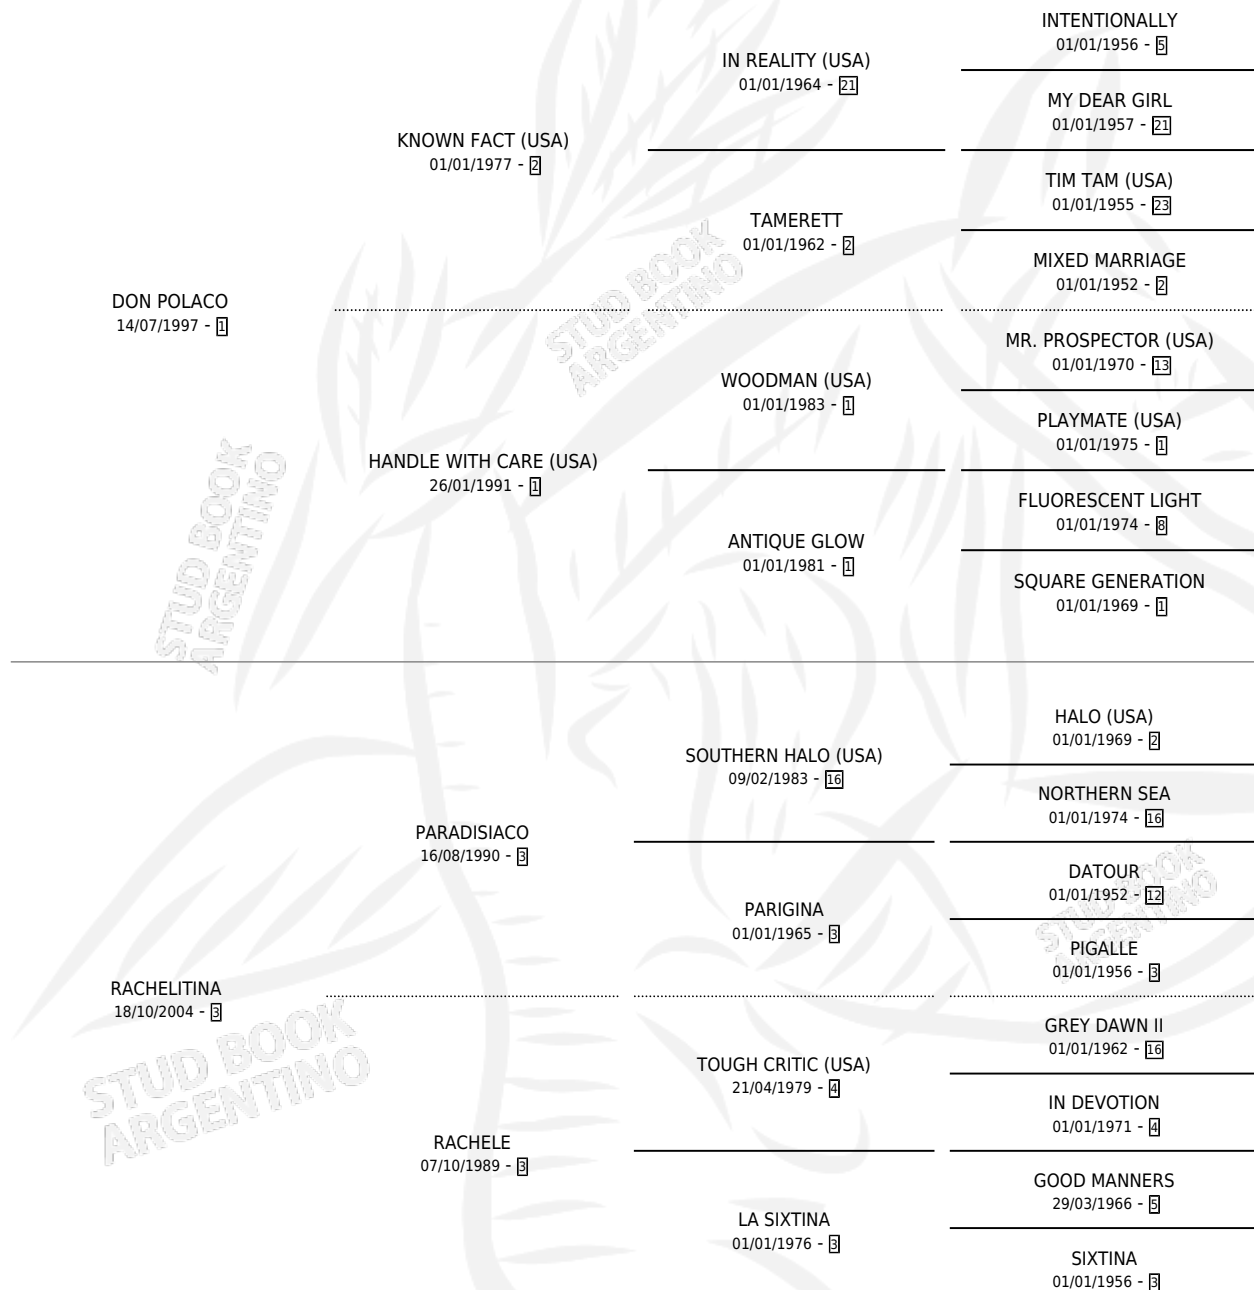 INTENTIONALLY
01/01/1956 - 5
IN REALITY (USA)
01/01/1964 - 21
MY DEAR GIRL
01/01/1957 - 21
KNOWN FACT (USA)
01/01/1977 - 2
TIM TAM (USA)
01/01/1955 - 23
TAMERETT
01/01/1962 - 2
MIXED MARRIAGE
01/01/1952 - 2
DON POLACO
14/07/1997 - 1
MR. PROSPECTOR (USA)
01/01/1970 - 13
WOODMAN (USA)
01/01/1983 - 1
PLAYMATE (USA)
01/01/1975 - 1
HANDLE WITH CARE (USA)
26/01/1991 - 1
FLUORESCENT LIGHT
01/01/1974 - 8
ANTIQUE GLOW
01/01/1981 - 1
SQUARE GENERATION
01/01/1969 - 1
HALO (USA)
01/01/1969 - 2
SOUTHERN HALO (USA)
09/02/1983 - 16
NORTHERN SEA
01/01/1974 - 16
PARADISIACO
16/08/1990 - 3
DATOUR
01/01/1952 - 12
PARIGINA
01/01/1965 - 3
PIGALLE
01/01/1956 - 3
RACHELITINA
18/10/2004 - 3
GREY DAWN II
01/01/1962 - 16
TOUGH CRITIC (USA)
21/04/1979 - 4
IN DEVOTION
01/01/1971 - 4
RACHELE
07/10/1989 - 3
GOOD MANNERS
29/03/1966 - 5
LA SIXTINA
01/01/1976 - 3
SIXTINA
01/01/1956 - 3
STUD BOOK
ARGENTINO
STUD BOOK
ARGENTINO
STUD BOOK
ARGENTINO
STUD BOOK
ARGENTINO